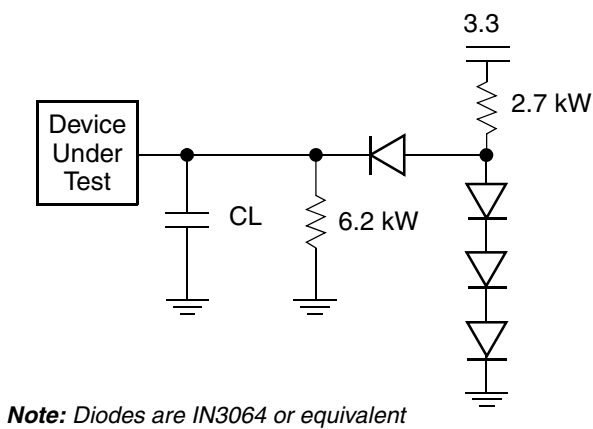 3.3
2.7 kW
Device
Under
Test
CL
6.2 kW
Note: Diodes are IN3064 or equivalent